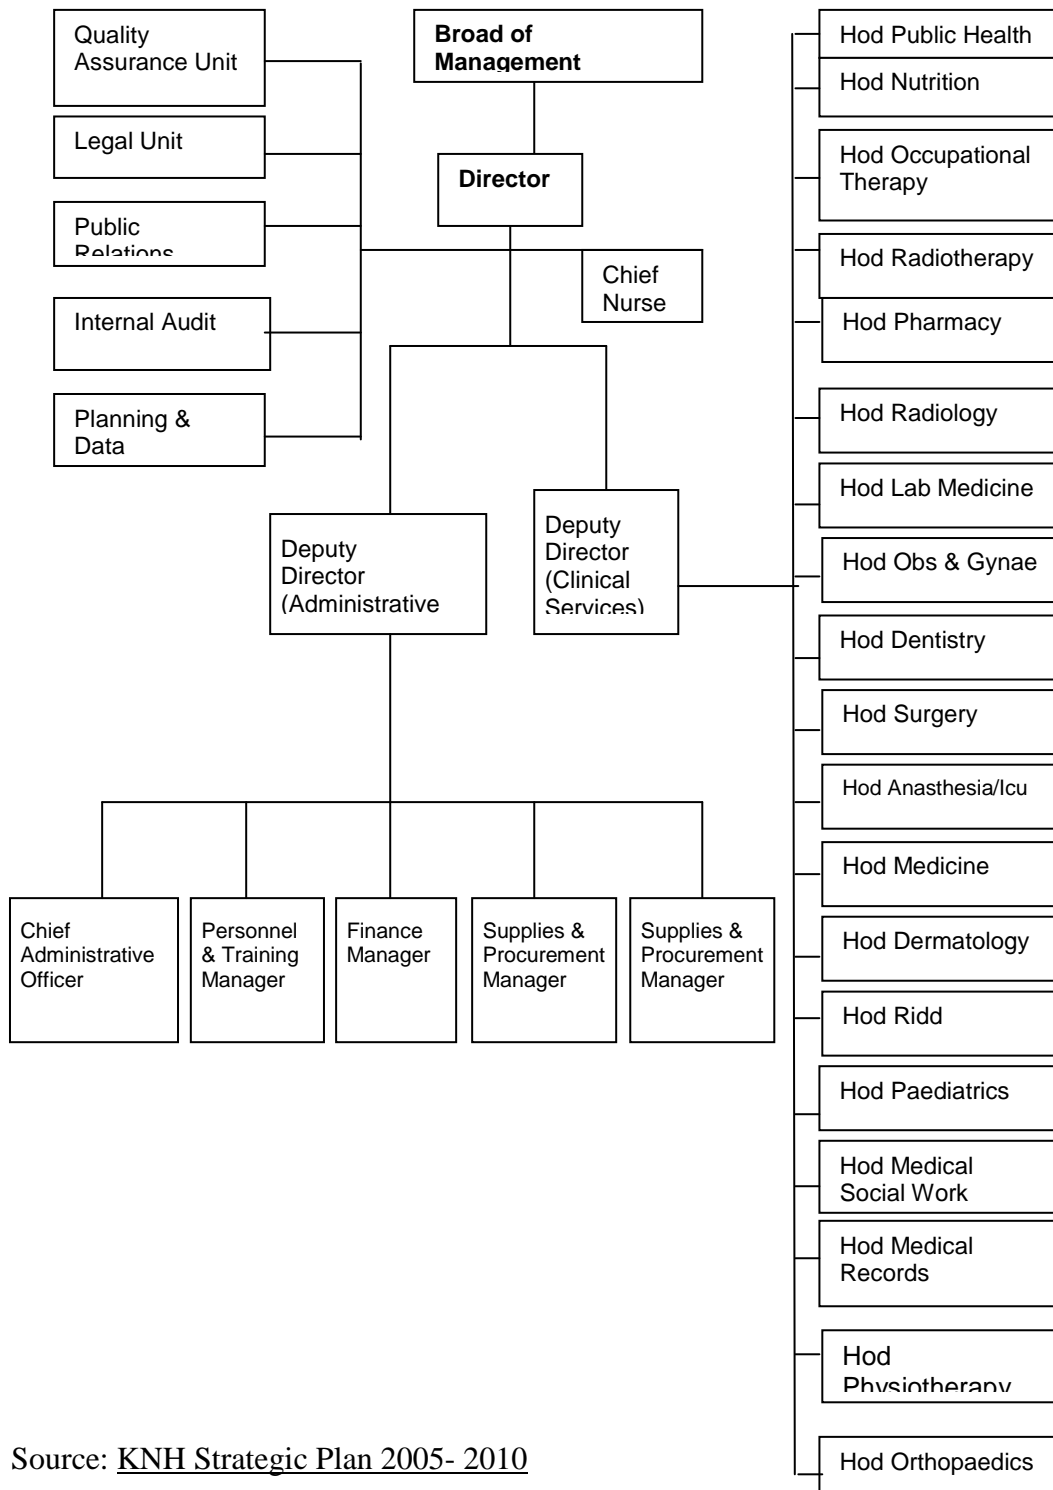 Quality
Assurance Unit
Legal Unit
Public
Relations
Internal Audit
Planning &
Data
Broad of
Management
Director
Chief
Nurse
Deputy
Director
(Administrative
Deputy
Director
(Clinical
Services)
Chief
Administrative
Officer
Personnel
& Training
Manager
Finance
Manager
Supplies &
Procurement
Manager
Supplies &
Procurement
Manager
Hod Public Health
Hod Nutrition
Hod Occupational
Therapy
Hod Radiotherapy
Hod Pharmacy
Hod Radiology
Hod Lab Medicine
Hod Obs & Gynae
Hod Dentistry
Hod Surgery
Hod Anasthesia/Icu
Hod Medicine
Hod Dermatology
Hod Ridd
Hod Paediatrics
Hod Medical
Social Work
Hod Medical
Records
Hod
Physiotherapy
Hod Orthopaedics
Source: KNH Strategic Plan 2005- 2010